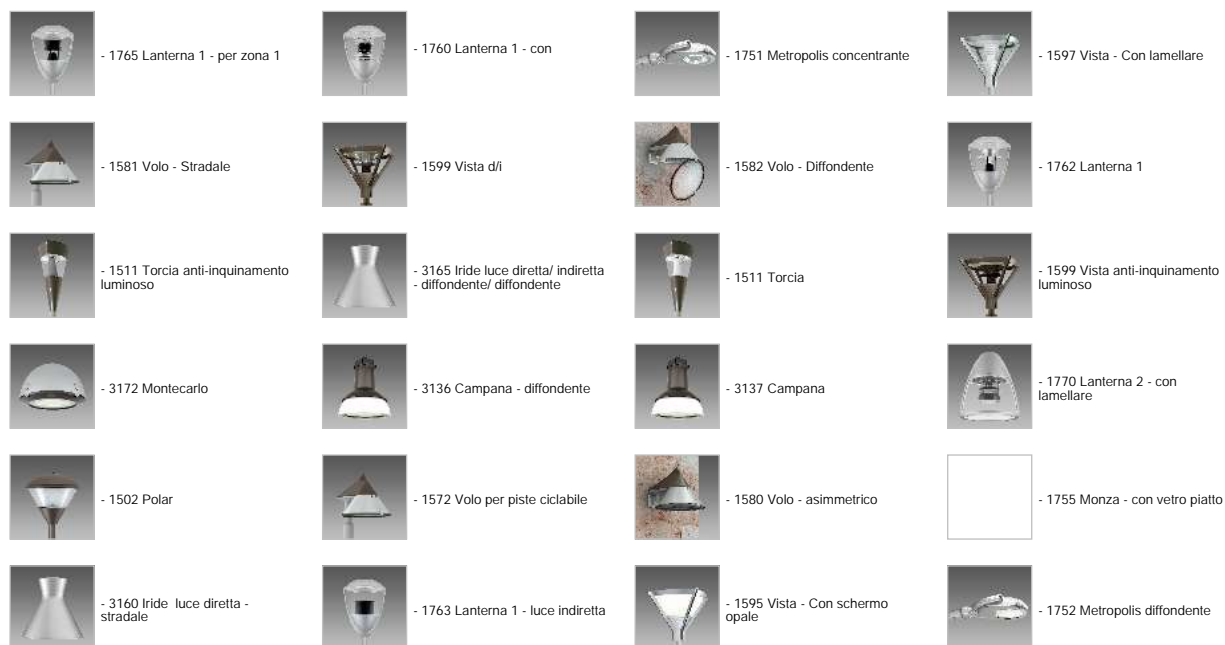 - 1765 Lanterna 1 - per zona 1
- 1760 Lanterna 1 - con
- 1751 Metropolis concentrante
- 1597 Vista - Con lamellare
- 1581 Volo - Stradale
- 1599 Vista d/i
- 1582 Volo - Diffondente
- 1762 Lanterna 1
- 1511 Torcia anti-inquinamento
luminoso
- 3165 Iride luce diretta/ indiretta
- diffondente/ diffondente
- 1511 Torcia
- 1599 Vista anti-inquinamento
luminoso
- 3172 Montecarlo
- 3136 Campana - diffondente
- 3137 Campana
- 1770 Lanterna 2 - con
lamellare
- 1502 Polar
- 1572 Volo per piste ciclabile
- 1580 Volo - asimmetrico
- 1755 Monza - con vetro piatto
- 3160 Iride  luce diretta -
stradale
- 1763 Lanterna 1 - luce indiretta
- 1595 Vista - Con schermo
opale
- 1752 Metropolis diffondente